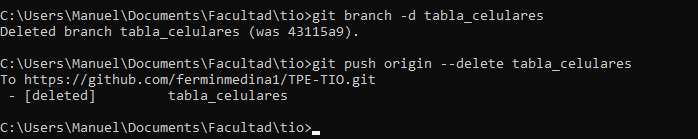 C:\Users\Manuel\Documents\Facultad\tio>git branch -d tabla_celulares
Deleted branch tabla_celulares (was 43115a9).
C:\Users\Manuel\Documents\Facultad\tio>git push origin --delete tabla_celulares
To https://github.com/ferminmedina1/TPE-TIO.git
 - [deleted]         tabla_celulares
C:\Users\Manuel\Documents\Facultad\tio>